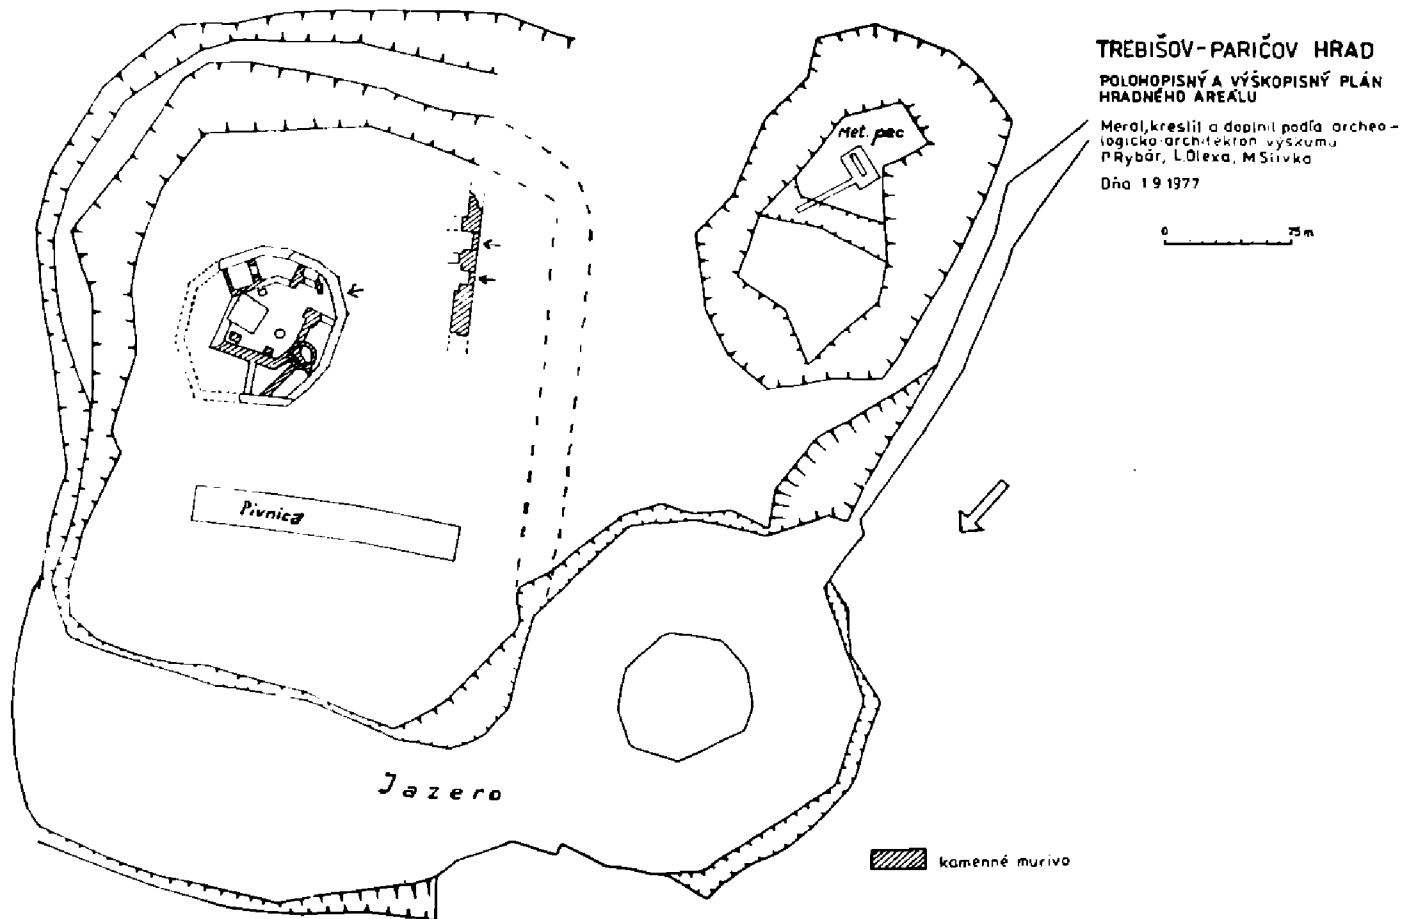 TREBIŠOV-PARIČOV HRAD
POLOHOPISNÝ A VÝŠKOPISNÝ PLÁN
HRADNÉHO AREÁLU
Meral, kreslil a doplnil podľa archeo-
logicko-architekton výskumu
P Rybár, L. Olexa, M Slivka
Dňa 1 9 1977
0 25 m
Met. pec
Pivnica
Jazero
kamenné murivo